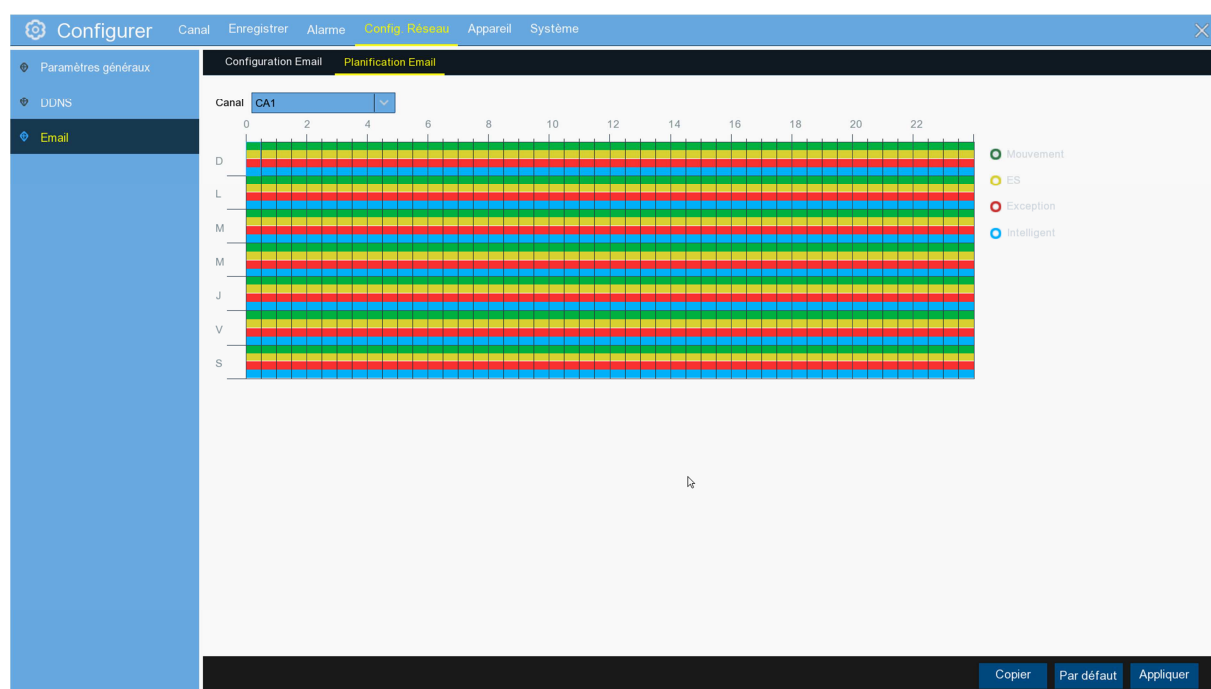 Configurer Canal Enregistrer Alarme Config. Réseau Appareil Système
Paramètres généraux
DDNS
Email
Configuration Email Planification Email
Canal CA1
0 2 4 6 8 10 12 14 16 18 20 22
D
L
M
M
J
V
S
Mouvement
ES
Exception
Intelligent
Copier Par défaut Appliquer